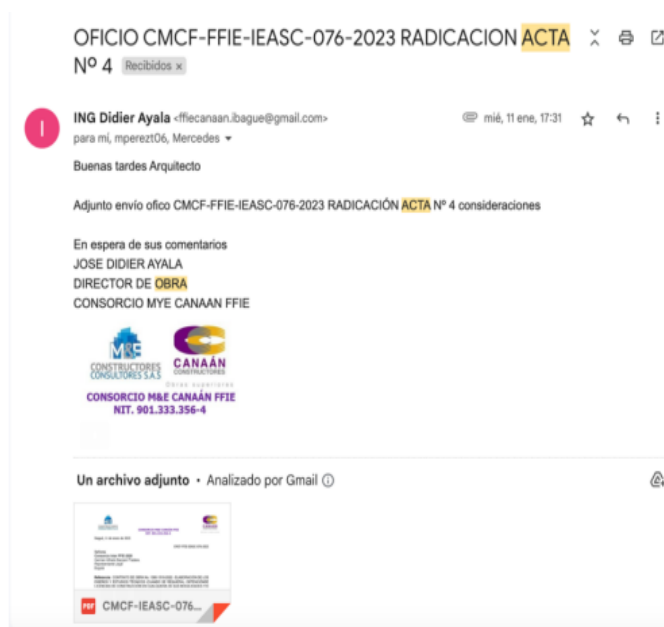 OFICIO CMCF-FFIE-IEASC-076-2023 RADICACION ACTA
Nº 4 Recibidos x
I
ING Didier Ayala <ffiecanaan.ibague@gmail.com>
mié, 11 ene, 17:31
para mí, mperezt06, Mercedes
Buenas tardes Arquitecto
Adjunto envío ofico CMCF-FFIE-IEASC-076-2023 RADICACIÓN ACTA Nº 4 consideraciones
En espera de sus comentarios
JOSE DIDIER AYALA
DIRECTOR DE OBRA
CONSORCIO MYE CANAAN FFIE
M&E
CONSTRUCTORES
CONSULTORES S.A.S
CANAÁN
CONSTRUCTORES
Obras superiores
CONSORCIO M&E CANAÁN FFIE
NIT. 901.333.356-4
Un archivo adjunto • Analizado por Gmail
PDF CMCF-IEASC-076...